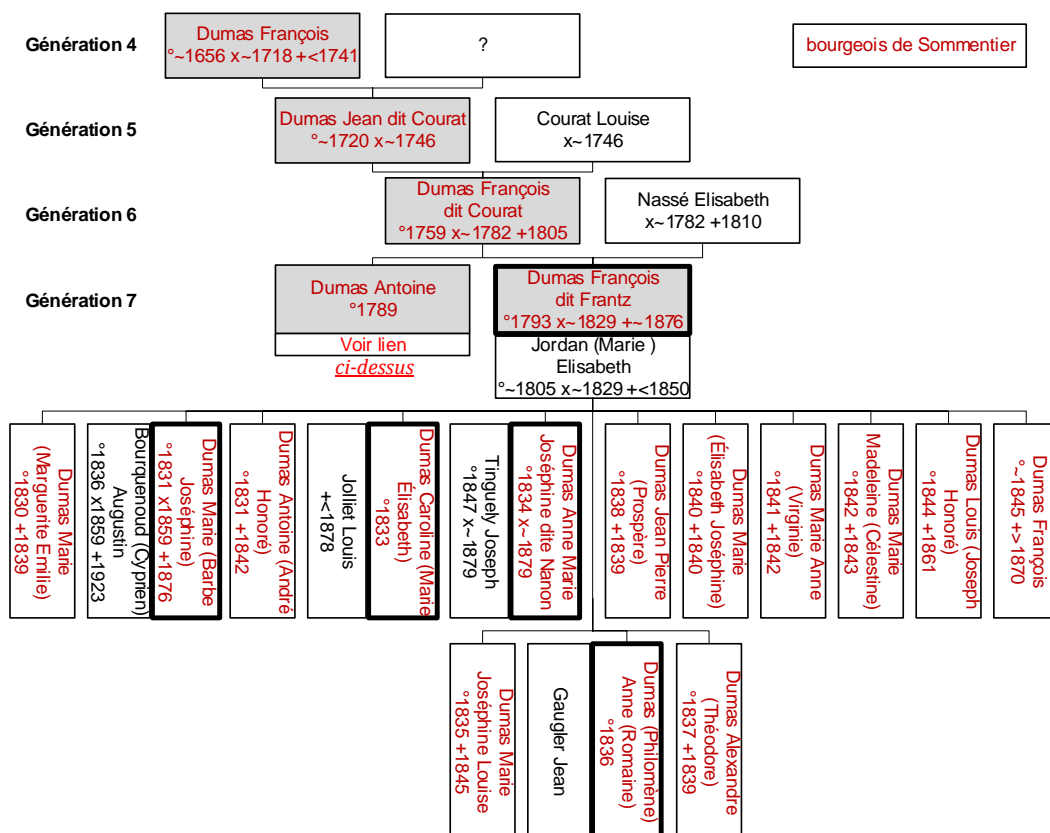 Génération 4
Dumas François
°~1656 x~1718 +<1741
?
bourgeois de Sommentier
Génération 5
Dumas Jean dit Courat
°~1720 x~1746
Courat Louise
x~1746
Génération 6
Dumas François
dit Courat
°1759 x~1782 +1805
Nassé Elisabeth
x~1782 +1810
Génération 7
Dumas Antoine
°1789
Voir lien
ci-dessus
Dumas François
dit Frantz
°1793 x~1829 +~1876
Jordan (Marie )
Elisabeth
°~1805 x~1829 +<1850
Dumas Marie
(Marguerite Emilie)
°1830 +1839
Bourquenoud (Cyprien)
Augustin
°1836 x1859 +1923
Dumas Marie (Barbe
Joséphine)
°1831 x1859 +1876
Dumas Antoine (André
Honoré)
°1831 +1842
Jolliet Louis
+<1878
Dumas Caroline (Marie
Élisabeth)
°1833
Tinguely Joseph
°1847 x~1879
Dumas Anne Marie
Joséphine dite Nanon
°1834 x~1879
Dumas Jean Pierre
(Prospère)
°1838 +1839
Dumas Marie
(Élisabeth Joséphine)
°1840 +1840
Dumas Marie Anne
(Virginie)
°1841 +1842
Dumas Marie
Madeleine (Célestine)
°1842 +1843
Dumas Louis (Joseph
Honoré)
°1844 +1861
Dumas François
°~1845 +>1870
Dumas Marie
Joséphine Louise
°1835 +1845
Gaugler Jean
Dumas (Philomène)
Anne (Romaine)
°1836
Dumas Alexandre
(Théodore)
°1837 +1839